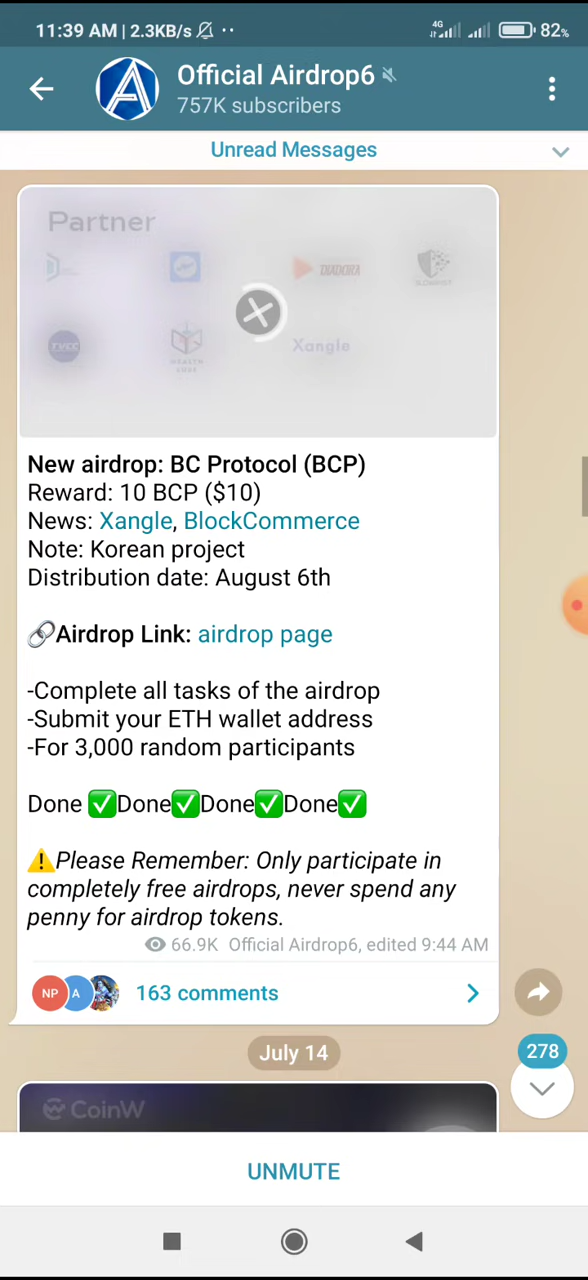 11:39 AM | 2.3KB/s
4G
82%
Official Airdrop6
757K subscribers
Unread Messages
Partner
DIADORA
Xangle
New airdrop: BC Protocol (BCP)
Reward: 10 BCP ($10)
News: Xangle, BlockCommerce
Note: Korean project
Distribution date: August 6th
🔗Airdrop Link: airdrop page
-Complete all tasks of the airdrop
-Submit your ETH wallet address
-For 3,000 random participants
Done ✅Done✅Done✅Done✅
⚠️Please Remember: Only participate in
completely free airdrops, never spend any
penny for airdrop tokens.
66.9K Official Airdrop6, edited 9:44 AM
NP
A
163 comments
July 14
278
CoinW
UNMUTE